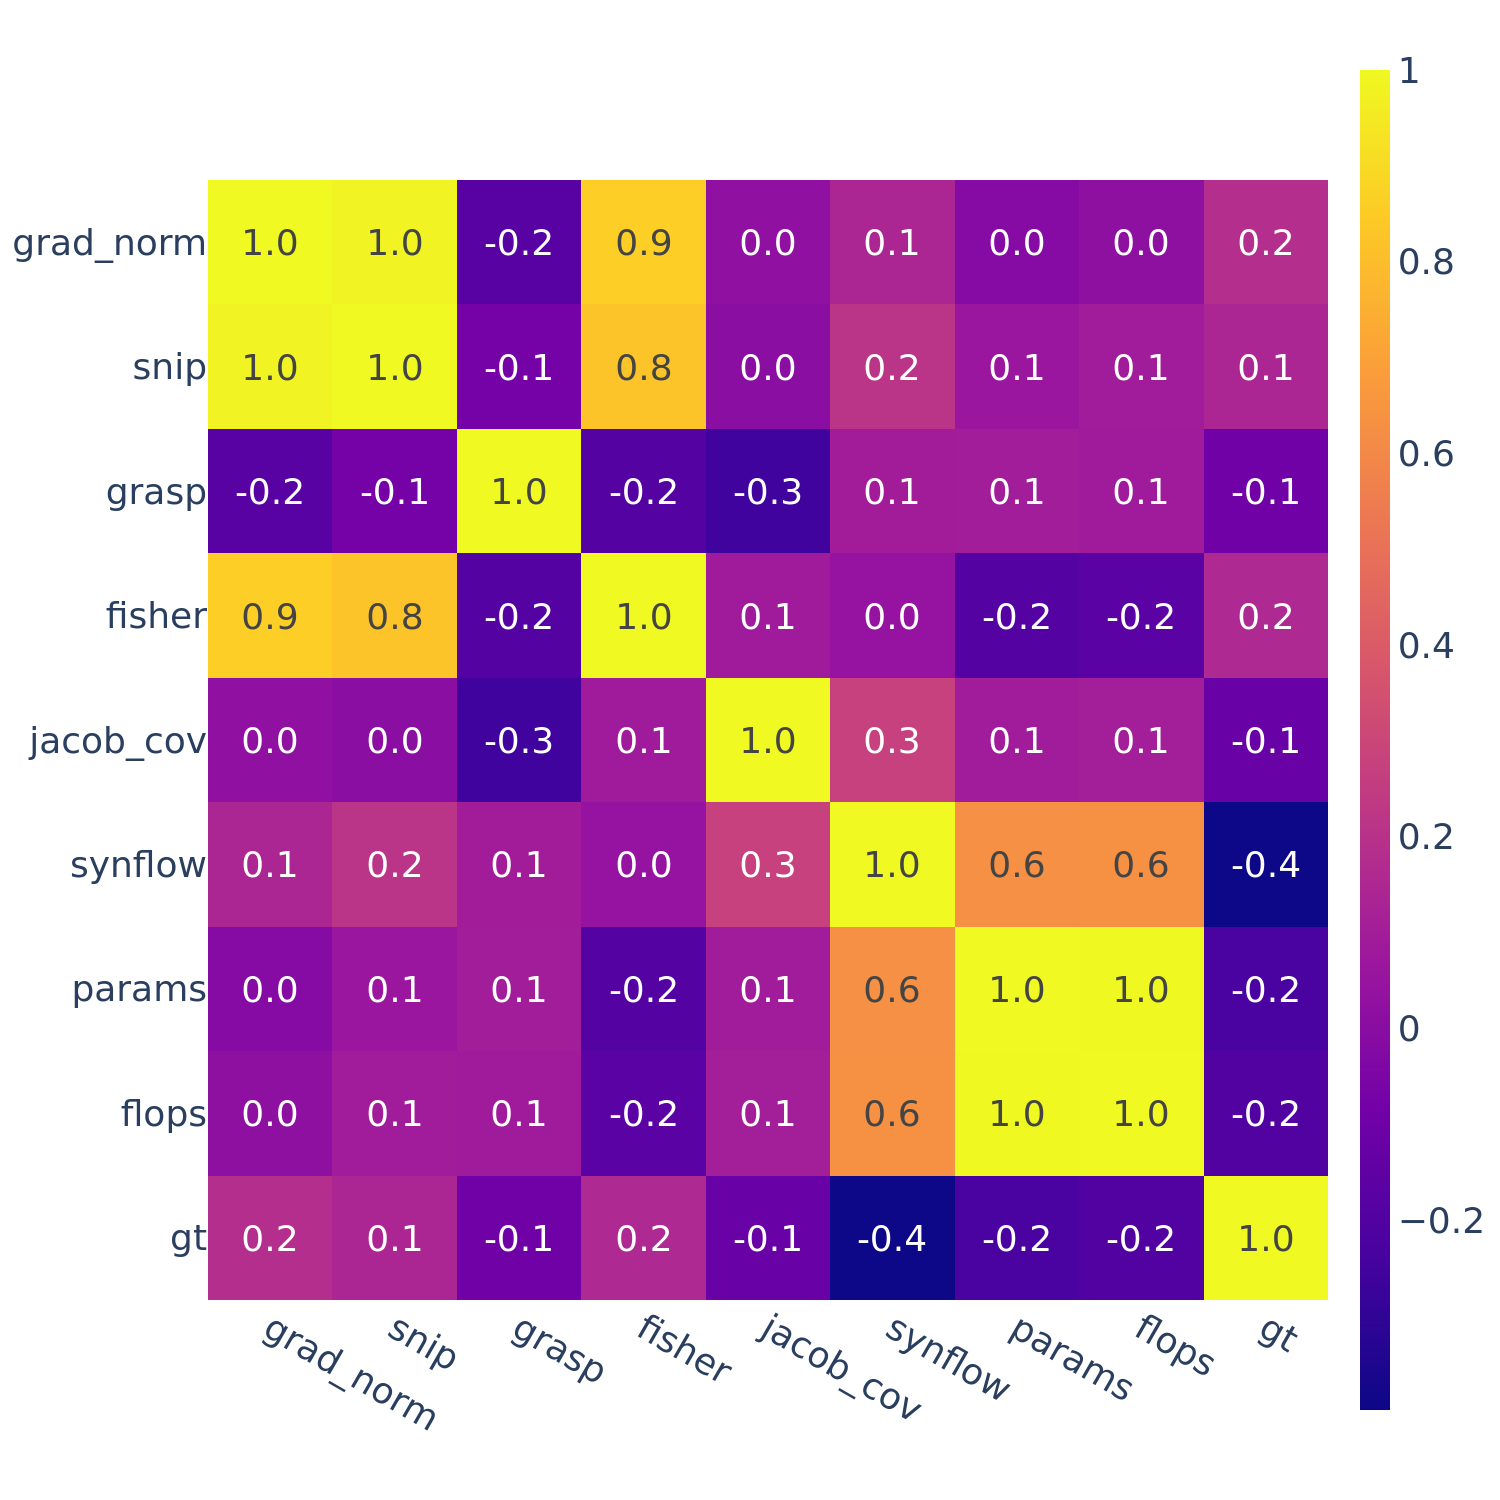 grad_norm 1.0 1.0 -0.2 0.9 0.0 0.1 0.0 0.0 0.2
snip 1.0 1.0 -0.1 0.8 0.0 0.2 0.1 0.1 0.1
grasp -0.2 -0.1 1.0 -0.2 -0.3 0.1 0.1 0.1 -0.1
fisher 0.9 0.8 -0.2 1.0 0.1 0.0 -0.2 -0.2 0.2
jacob_cov 0.0 0.0 -0.3 0.1 1.0 0.3 0.1 0.1 -0.1
synflow 0.1 0.2 0.1 0.0 0.3 1.0 0.6 0.6 -0.4
params 0.0 0.1 0.1 -0.2 0.1 0.6 1.0 1.0 -0.2
flops 0.0 0.1 0.1 -0.2 0.1 0.6 1.0 1.0 -0.2
gt 0.2 0.1 -0.1 0.2 -0.1 -0.4 -0.2 -0.2 1.0
grad_norm snip grasp fisher jacob_cov synflow params flops gt
1
0.8
0.6
0.4
0.2
0
−0.2